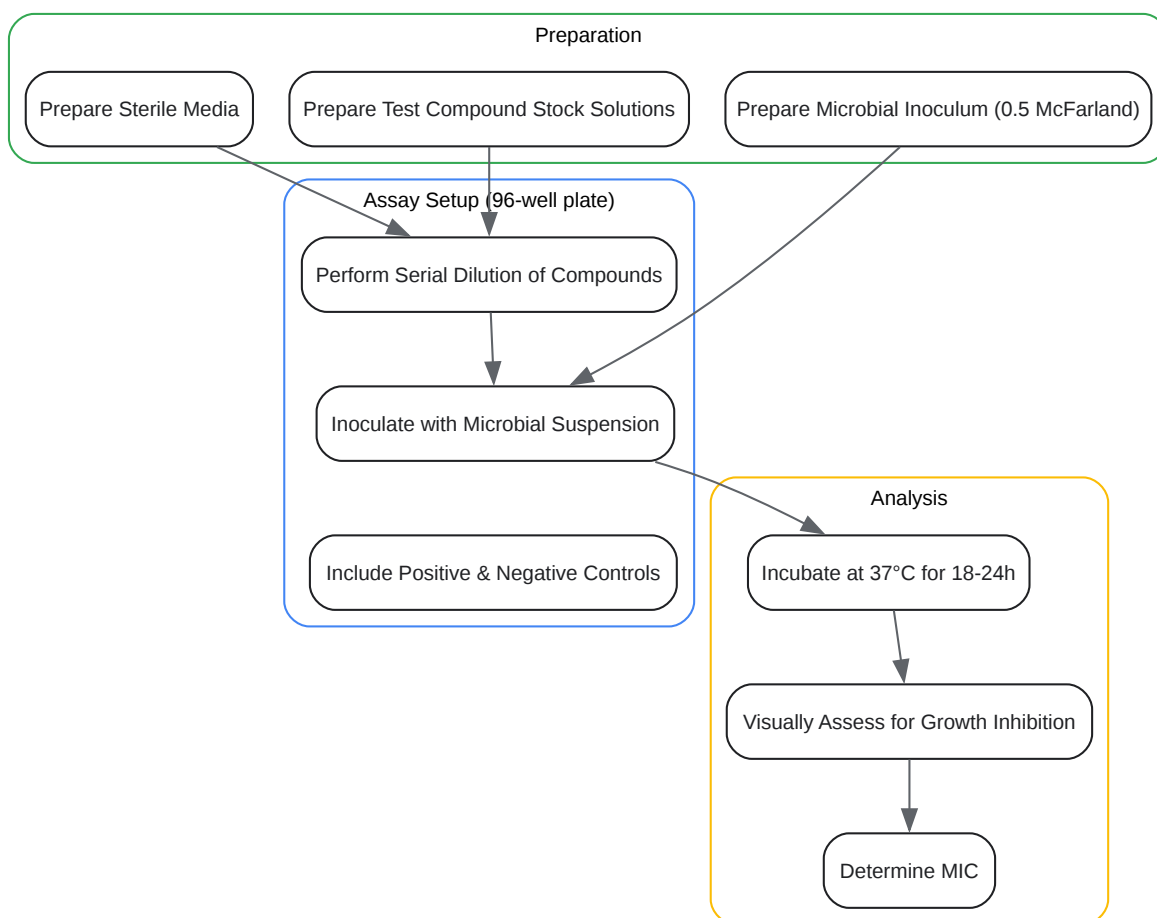 Preparation
Prepare Sterile Media
Prepare Test Compound Stock Solutions
Prepare Microbial Inoculum (0.5 McFarland)
Assay Setup (96-well plate)
Perform Serial Dilution of Compounds
Inoculate with Microbial Suspension
Include Positive & Negative Controls
Analysis
Incubate at 37°C for 18-24h
Visually Assess for Growth Inhibition
Determine MIC